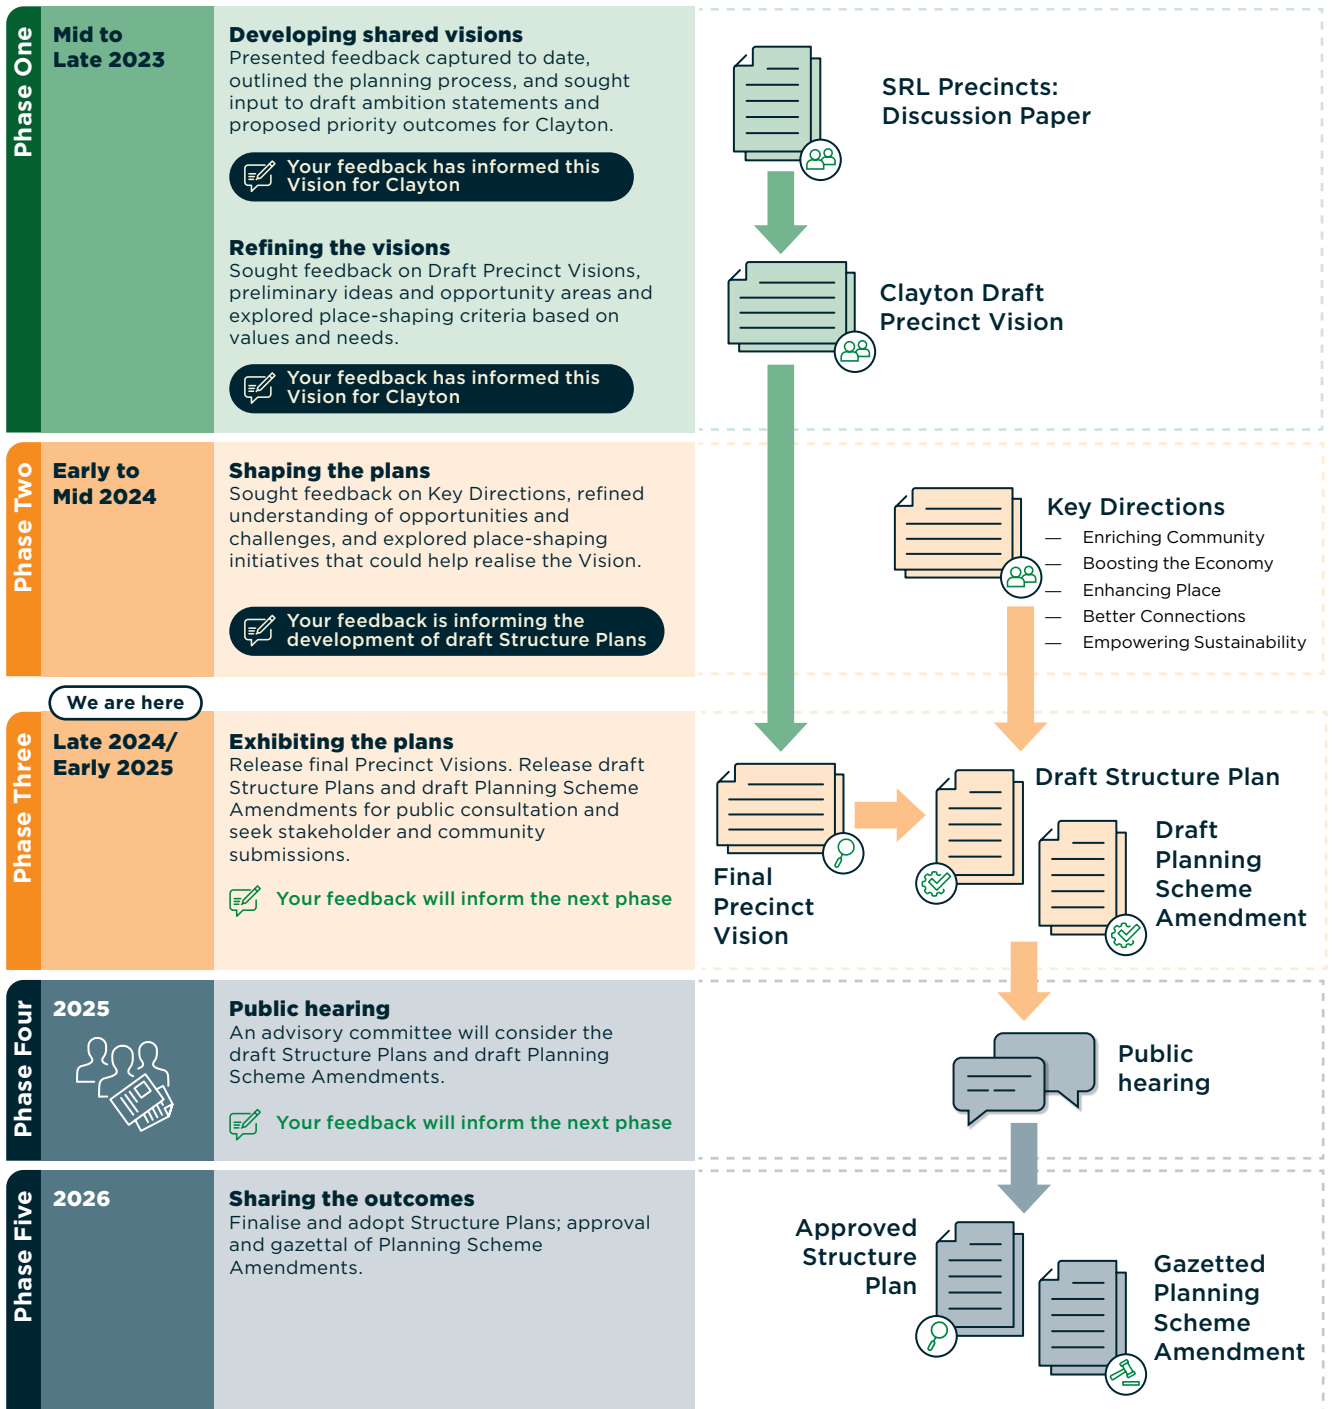 Phase One
Mid to
Late 2023
Developing shared visions
Presented feedback captured to date,
outlined the planning process, and sought
input to draft ambition statements and
proposed priority outcomes for Clayton.
Your feedback has informed this
Vision for Clayton
Refining the visions
Sought feedback on Draft Precinct Visions,
preliminary ideas and opportunity areas and
explored place-shaping criteria based on
values and needs.
Your feedback has informed this
Vision for Clayton
SRL Precincts:
Discussion Paper
Clayton Draft
Precinct Vision
Phase Two
Early to
Mid 2024
Shaping the plans
Sought feedback on Key Directions, refined
understanding of opportunities and
challenges, and explored place-shaping
initiatives that could help realise the Vision.
Your feedback is informing the
development of draft Structure Plans
Key Directions
— Enriching Community
— Boosting the Economy
— Enhancing Place
— Better Connections
— Empowering Sustainability
We are here
Phase Three
Late 2024/
Early 2025
Exhibiting the plans
Release final Precinct Visions. Release draft
Structure Plans and draft Planning Scheme
Amendments for public consultation and
seek stakeholder and community
submissions.
Your feedback will inform the next phase
Final
Precinct
Vision
Draft Structure Plan
Draft
Planning
Scheme
Amendment
Phase Four
2025
Public hearing
An advisory committee will consider the
draft Structure Plans and draft Planning
Scheme Amendments.
Your feedback will inform the next phase
Public
hearing
Phase Five
2026
Sharing the outcomes
Finalise and adopt Structure Plans; approval
and gazettal of Planning Scheme
Amendments.
Approved
Structure
Plan
Gazetted
Planning
Scheme
Amendment